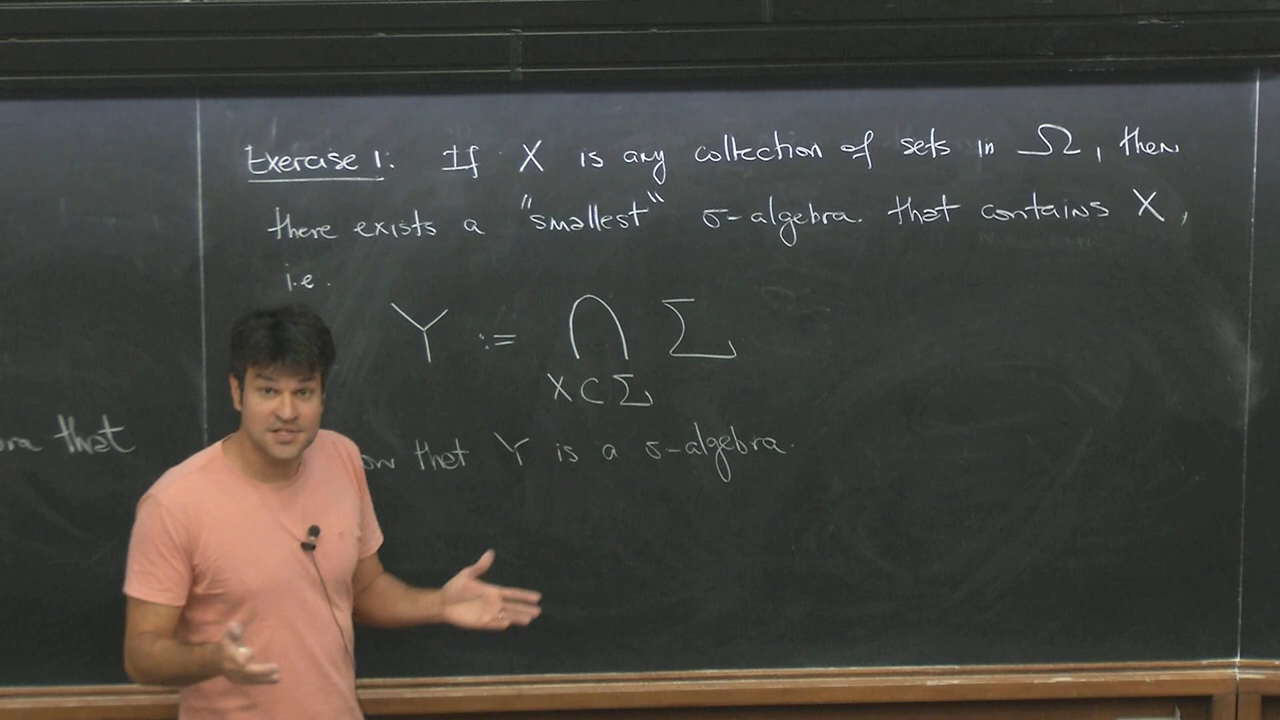 Exercise 1: If X is any collection of sets in Ω, then
there exists a "smallest" σ-algebra. that contains X,
i.e.
Y := ⋂ Σ
X ⊂ Σ
that Y is a σ-algebra.
that